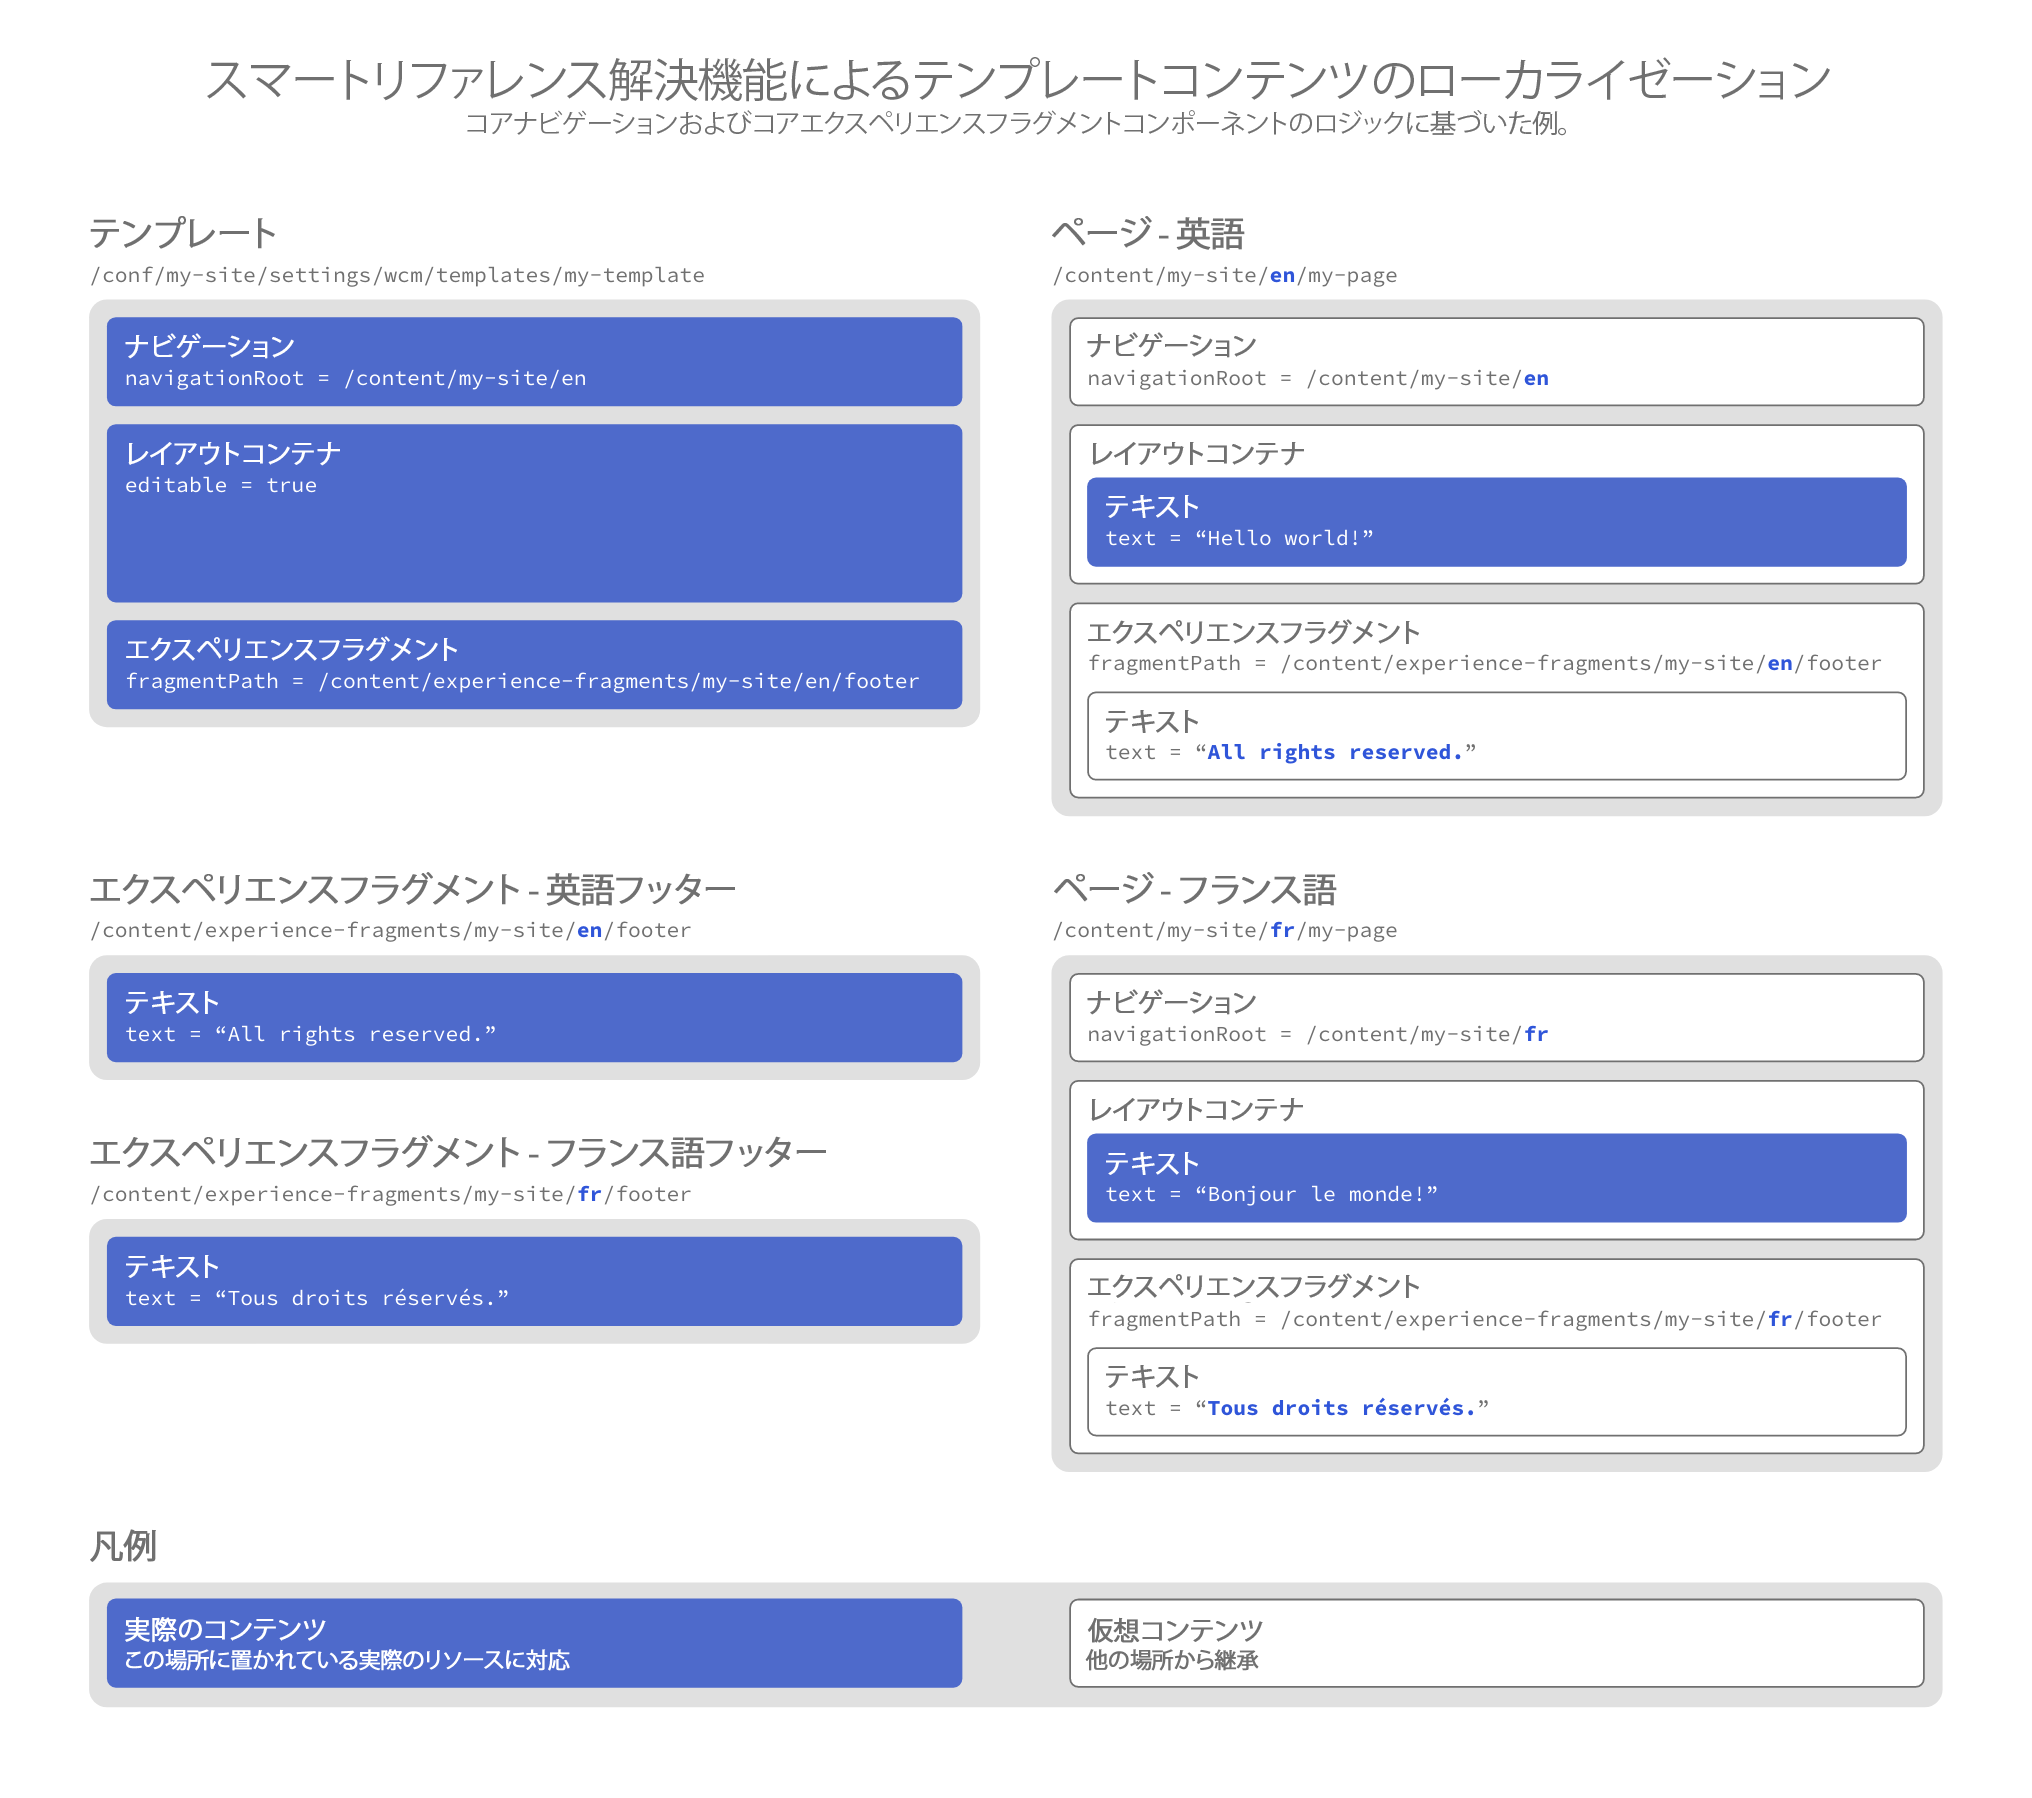 スマートリファレンス解決機能によるテンプレートコンテンツのローカライゼーション
コアナビゲーションおよびコアエクスペリエンスフラグメントコンポーネントのロジックに基づいた例。
テンプレート
/conf/my-site/settings/wcm/templates/my-template
ナビゲーション
navigationRoot = /content/my-site/en
レイアウトコンテナ
editable = true
エクスペリエンスフラグメント
fragmentPath = /content/experience-fragments/my-site/en/footer
ページ - 英語
/content/my-site/en/my-page
ナビゲーション
navigationRoot = /content/my-site/en
レイアウトコンテナ
テキスト
text = “Hello world!”
エクスペリエンスフラグメント
fragmentPath = /content/experience-fragments/my-site/en/footer
テキスト
text = “All rights reserved.”
エクスペリエンスフラグメント - 英語フッター
/content/experience-fragments/my-site/en/footer
テキスト
text = “All rights reserved.”
エクスペリエンスフラグメント - フランス語フッター
/content/experience-fragments/my-site/fr/footer
テキスト
text = “Tous droits réservés.”
ページ - フランス語
/content/my-site/fr/my-page
ナビゲーション
navigationRoot = /content/my-site/fr
レイアウトコンテナ
テキスト
text = “Bonjour le monde!”
エクスペリエンスフラグメント
fragmentPath = /content/experience-fragments/my-site/fr/footer
テキスト
text = “Tous droits réservés.”
凡例
実際のコンテンツ
この場所に置かれている実際のリソースに対応
仮想コンテンツ
他の場所から継承